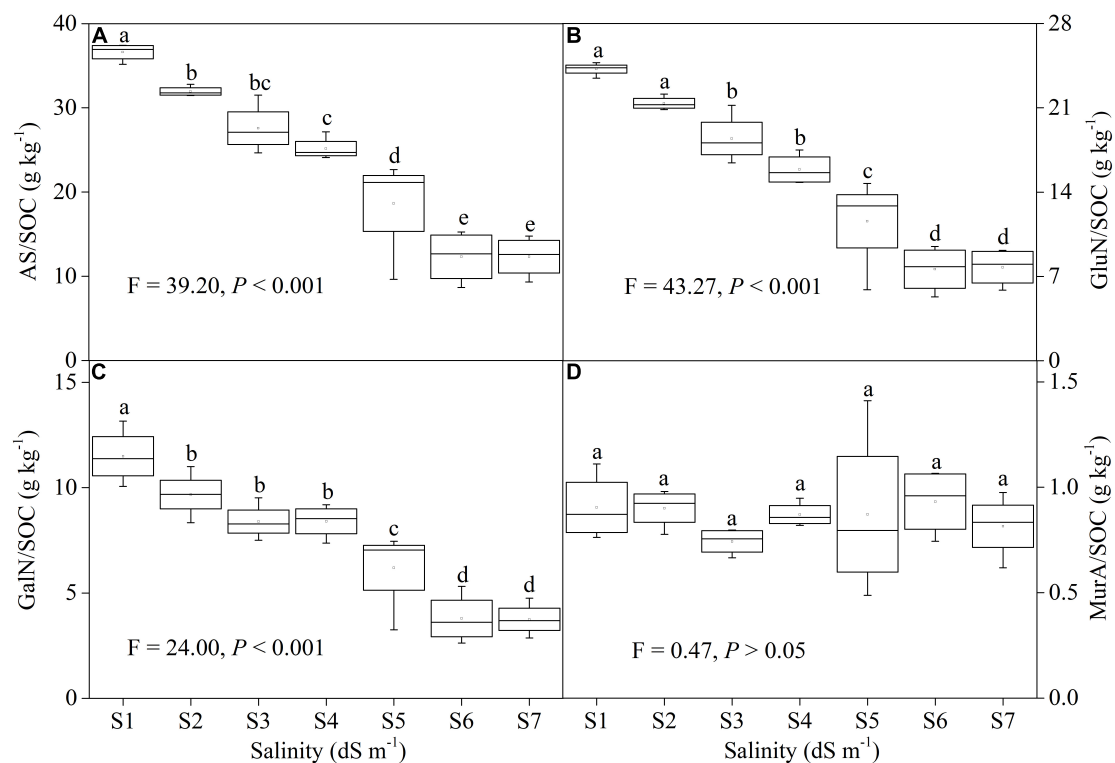 A
a
b
bc
c
d
e
e
40
30
20
10
0
AS/SOC (g kg⁻¹)
F = 39.20, P < 0.001
B
a
a
b
b
c
d
d
28
21
14
7
0
GluN/SOC (g kg⁻¹)
F = 43.27, P < 0.001
C
a
b
b
b
c
d
d
15
10
5
0
GalN/SOC (g kg⁻¹)
F = 24.00, P < 0.001
S1 S2 S3 S4 S5 S6 S7
Salinity (dS m⁻¹)
D
a
a
a
a
a
a
a
1.5
1.0
0.5
0.0
MurA/SOC (g kg⁻¹)
F = 0.47, P > 0.05
S1 S2 S3 S4 S5 S6 S7
Salinity (dS m⁻¹)